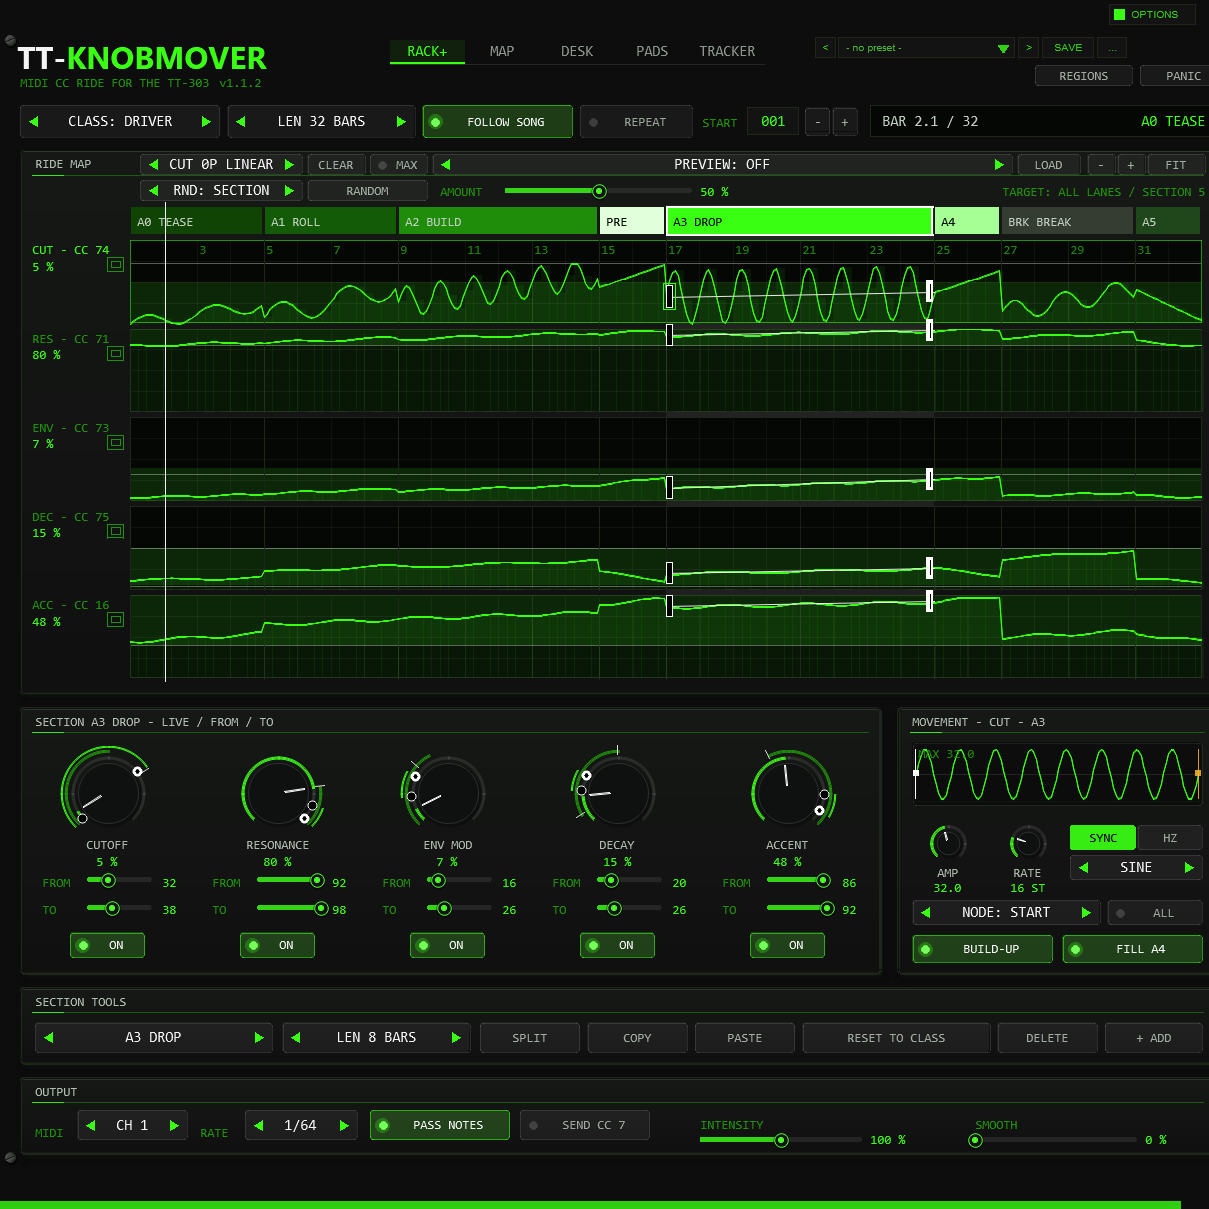 OPTIONS
TT-KNOBMOVER
MIDI CC RIDE FOR THE TT-303 v1.1.2
RACK+ MAP DESK PADS TRACKER
< - no preset - > SAVE ...
REGIONS PANIC
CLASS: DRIVER LEN 32 BARS FOLLOW SONG REPEAT START 001 - + BAR 2.1 / 32 A0 TEASE
RIDE MAP CUT 0P LINEAR CLEAR MAX PREVIEW: OFF LOAD - + FIT
RND: SECTION RANDOM AMOUNT 50 % TARGET: ALL LANES / SECTION 5
A0 TEASE A1 ROLL A2 BUILD PRE A3 DROP A4 BRK BREAK A5
3 5 7 9 11 13 15 17 19 21 23 25 27 29 31
CUT - CC 74
5 %
RES - CC 71
80 %
ENV - CC 73
7 %
DEC - CC 75
15 %
ACC - CC 16
48 %
SECTION A3 DROP - LIVE / FROM / TO
CUTOFF RESONANCE ENV MOD DECAY ACCENT
5 % 80 % 7 % 15 % 48 %
FROM 32 FROM 92 FROM 16 FROM 20 FROM 86
TO 38 TO 98 TO 26 TO 26 TO 92
ON ON ON ON ON
MOVEMENT - CUT - A3
MAX 32.0
SYNC HZ
AMP RATE SINE
32.0 16 ST
NODE: START ALL
BUILD-UP FILL A4
SECTION TOOLS
A3 DROP LEN 8 BARS SPLIT COPY PASTE RESET TO CLASS DELETE + ADD
OUTPUT
MIDI CH 1 RATE 1/64 PASS NOTES SEND CC 7 INTENSITY 100 % SMOOTH 0 %